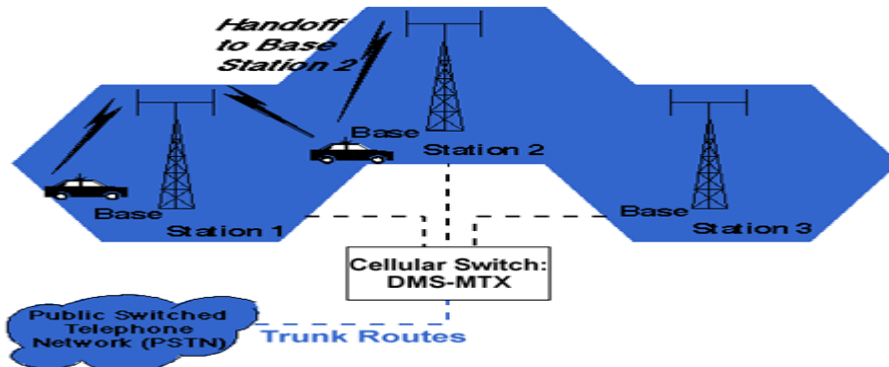 Handoff
to Base
Station 2
Base
Station 2
Base
Station 1
Base
Station 3
Cellular Switch:
DMS-MTX
Public Switched
Telephone
Network (PSTN)
Trunk Routes